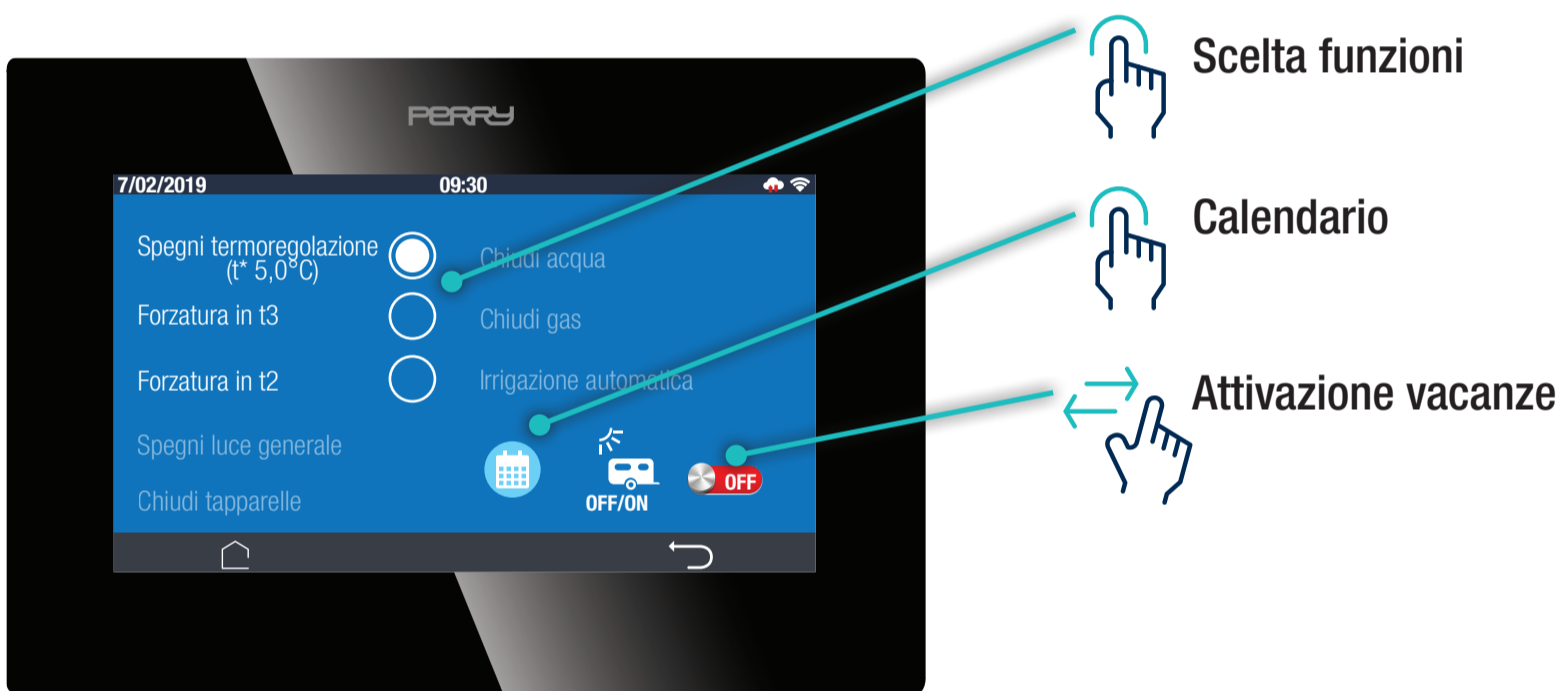 PERRY
7/02/2019 09:30
Spegni termoregolazione
(t* 5,0°C)
Forzatura in t3
Forzatura in t2
Spegni luce generale
Chiudi tapparelle
Chiudi acqua
Chiudi gas
Irrigazione automatica
OFF/ON
OFF
Scelta funzioni
Calendario
Attivazione vacanze